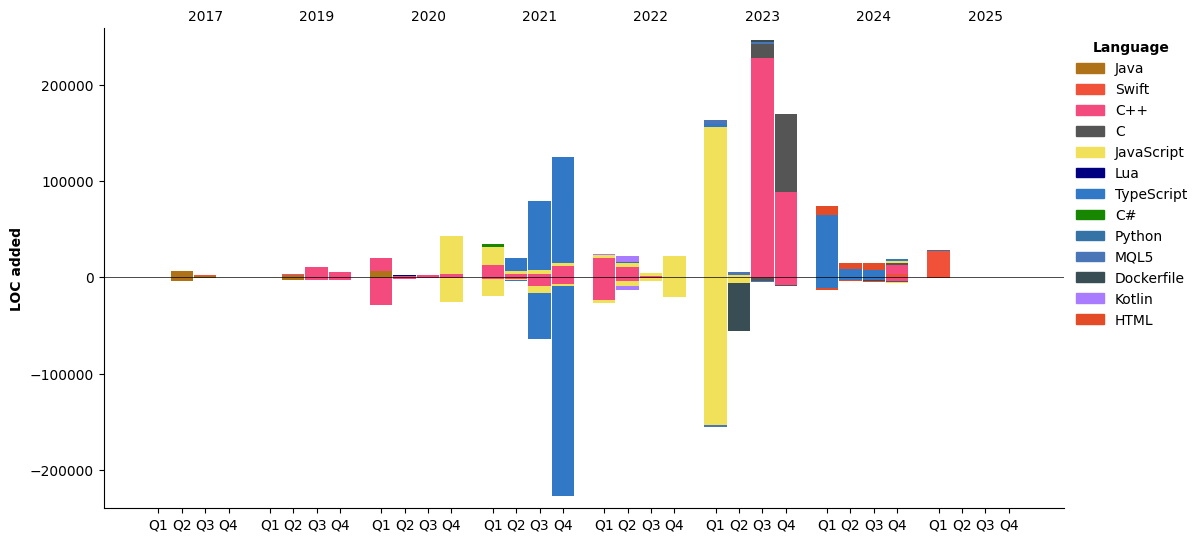 2017 2019 2020 2021 2022 2023 2024 2025
LOC added
200000
100000
0
−100000
−200000
Q1 Q2 Q3 Q4 Q1 Q2 Q3 Q4 Q1 Q2 Q3 Q4 Q1 Q2 Q3 Q4 Q1 Q2 Q3 Q4 Q1 Q2 Q3 Q4 Q1 Q2 Q3 Q4 Q1 Q2 Q3 Q4
Language
Java
Swift
C++
C
JavaScript
Lua
TypeScript
C#
Python
MQL5
Dockerfile
Kotlin
HTML